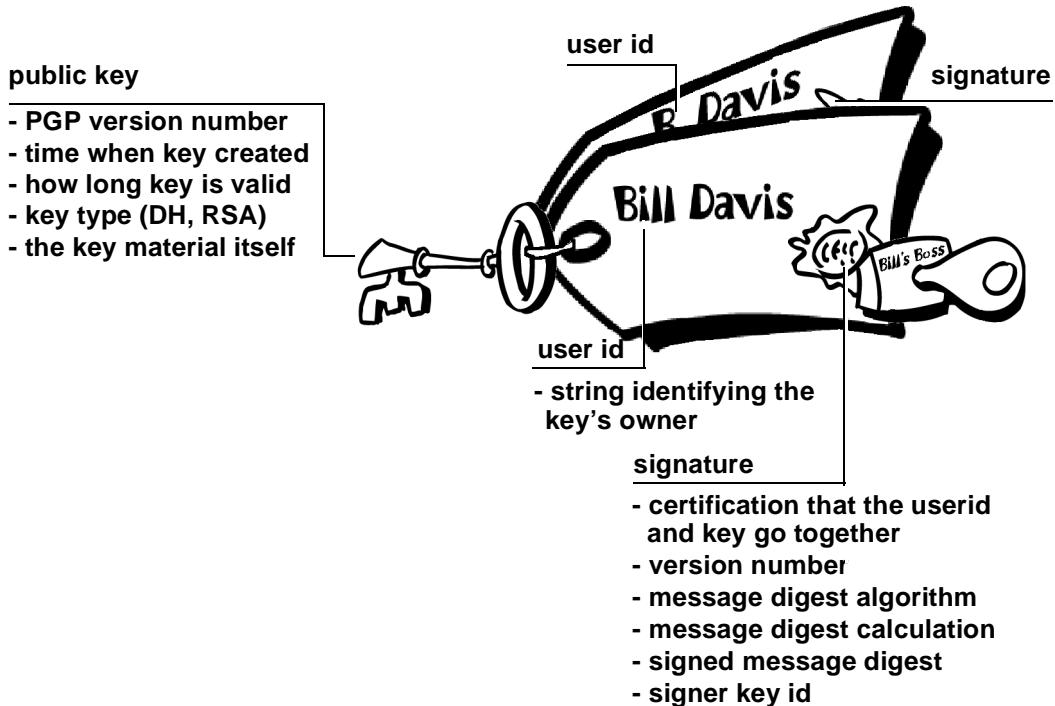 public key
- PGP version number
- time when key created
- how long key is valid
- key type (DH, RSA)
- the key material itself
user id
signature
B. Davis
Bill Davis
Bill's Boss
user id
- string identifying the
key's owner
signature
- certification that the userid
and key go together
- version number
- message digest algorithm
- message digest calculation
- signed message digest
- signer key id